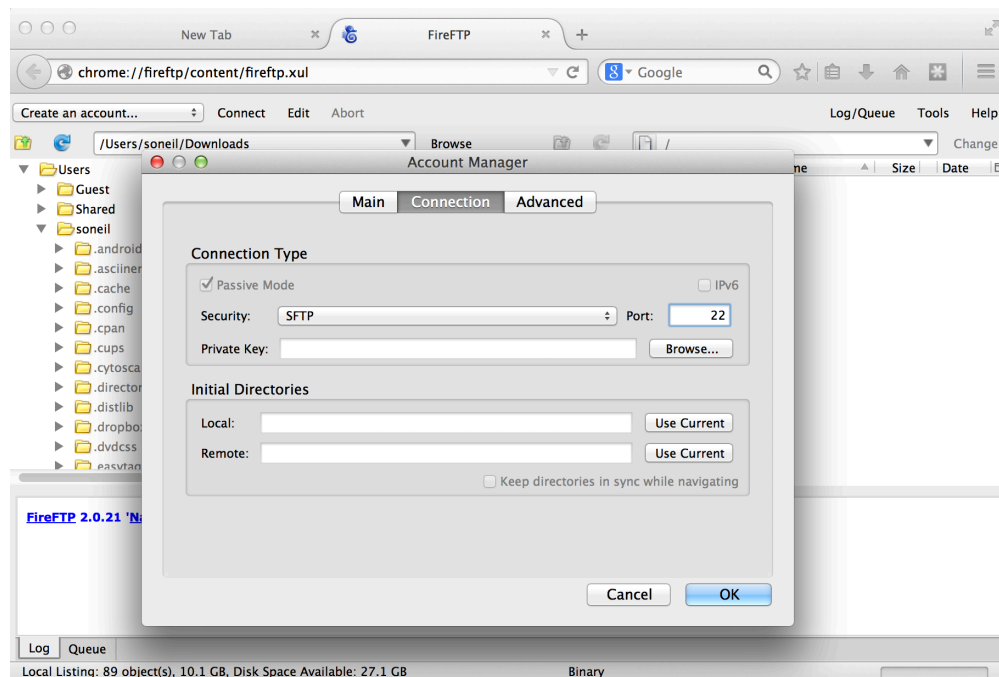 New Tab × FireFTP × +
chrome://fireftp/content/fireftp.xul 8 Google
Create an account... Connect Edit Abort Log/Queue Tools Help
/Users/soneil/Downloads Browse / Change
Account Manager
Users
Guest
Shared
soneil
.android
.cache
.config
.cpan
.cups
.distlib
.dvdcss
Size Date
Main Connection Advanced
Connection Type
Passive Mode IPv6
Security: SFTP Port: 22
Private Key: Browse...
Initial Directories
Local: Use Current
Remote: Use Current
Keep directories in sync while navigating
Cancel OK
FireFTP 2.0.21
Log Queue
Local Listing: 89 object(s), 10.1 GB, Disk Space Available: 27.1 GB Binary